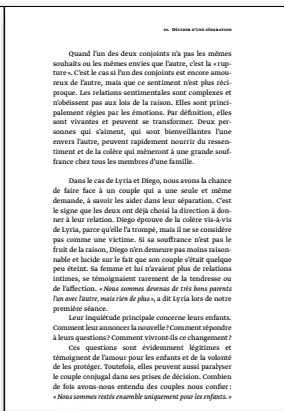 10. DÉCIDER D'UNE SÉPARATION
Quand l'un des deux conjoints n'a pas les mêmes
souhaits ou les mêmes envies que l'autre, c'est la « rup-
ture ». C'est le cas si l'un des conjoints est encore amou-
reux de l'autre, mais que ce sentiment n'est plus réci-
proque. Les relations sentimentales sont complexes et
n'obéissent pas aux lois de la raison. Elles sont princi-
palement régies par les émotions. Par définition, elles
sont vivantes et peuvent se transformer. Deux per-
sonnes qui s'aiment, qui sont bienveillantes l'une
envers l'autre, peuvent rapidement nourrir du ressen-
timent et de la colère qui mèneront à une grande souf-
france chez tous les membres d'une famille.
Dans le cas de Lyria et Diego, nous avons la chance
de faire face à un couple qui a une seule et même
demande, à savoir les aider dans leur séparation. C'est
le signe que les deux ont déjà choisi la direction à don-
ner à leur relation. Diego éprouve de la colère vis-à-vis
de Lyria, parce qu'elle l'a trompé, mais il ne se considère
pas comme une victime. Si sa souffrance n'est pas le
fruit de la raison, Diego n'en demeure pas moins raison-
nable et lucide sur le fait que son couple s'était quelque
peu éteint. Sa femme et lui n'avaient plus de relations
intimes, se témoignaient rarement de la tendresse ou
de l'affection. « Nous sommes devenus de très bons parents
l'un avec l'autre, mais rien de plus », a dit Lyria lors de notre
première séance.
Leur inquiétude principale concerne leurs enfants.
Comment leur annoncer la nouvelle ? Comment répondre
à leurs questions ? Comment vivront-ils ce changement ?
Ces questions sont évidemment légitimes et
témoignent de l'amour pour les enfants et de la volonté
de les protéger. Toutefois, elles peuvent aussi paralyser
le couple conjugal dans ses prises de décision. Combien
de fois avons-nous entendu des couples nous confier :
« Nous sommes restés ensemble uniquement pour les enfants. »